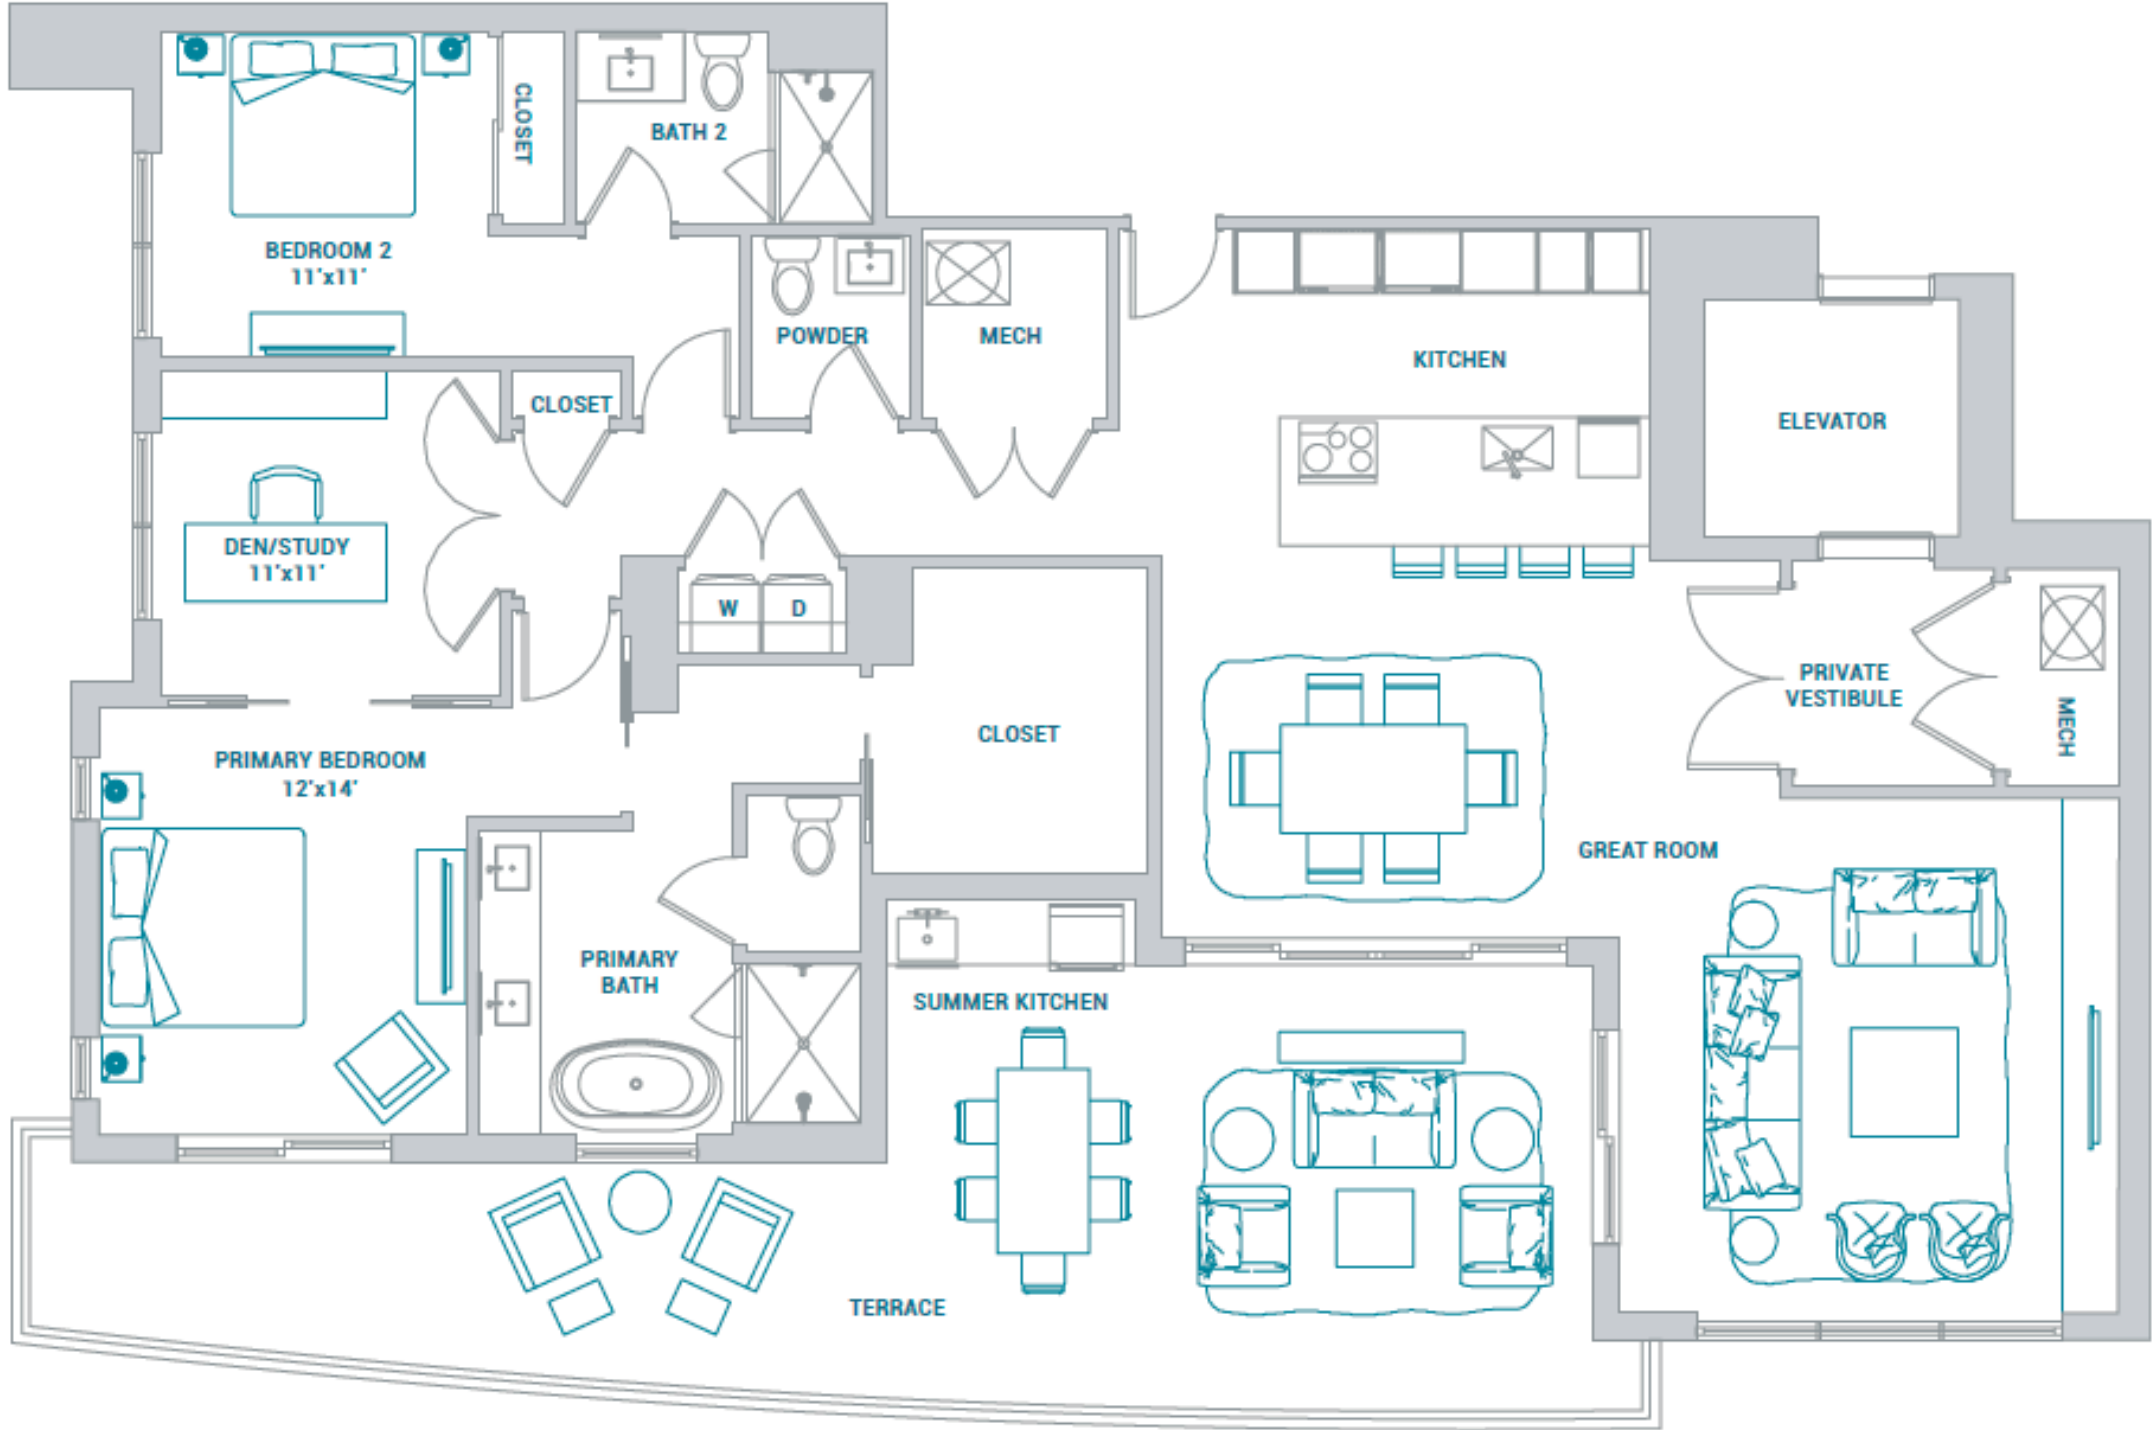 CLOSET
BATH 2
BEDROOM 2
11'x11'
POWDER
MECH
KITCHEN
CLOSET
ELEVATOR
DEN/STUDY
11'x11'
W
D
PRIVATE
VESTIBULE
MECH
CLOSET
PRIMARY BEDROOM
12'x14'
GREAT ROOM
PRIMARY
BATH
SUMMER KITCHEN
TERRACE